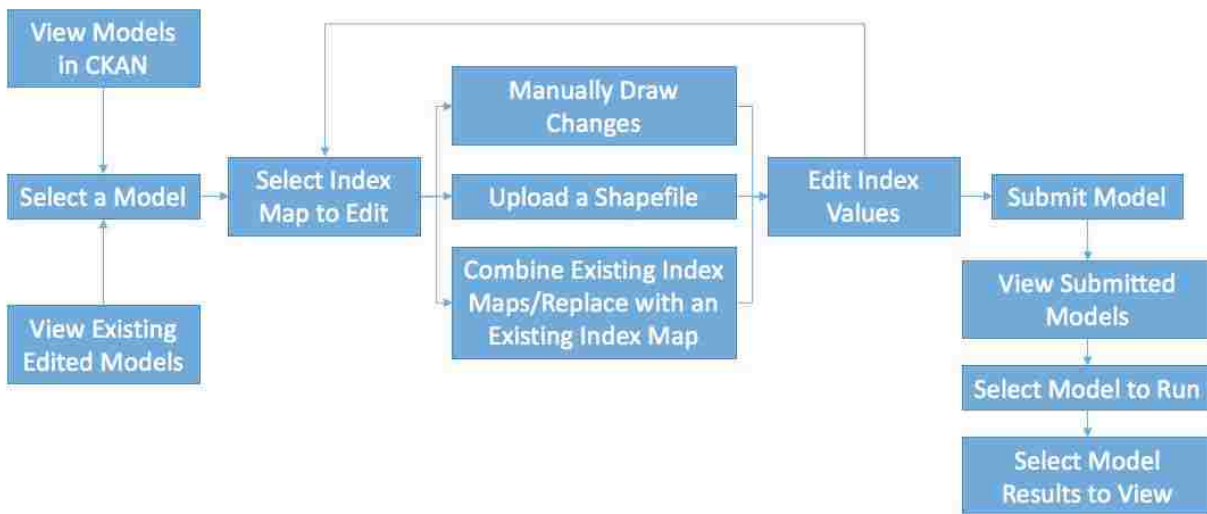 View Models
in CKAN
Select a Model
View Existing
Edited Models
Select Index
Map to Edit
Manually Draw
Changes
Upload a Shapefile
Combine Existing Index
Maps/Replace with an
Existing Index Map
Edit Index
Values
Submit Model
View Submitted
Models
Select Model to Run
Select Model
Results to View